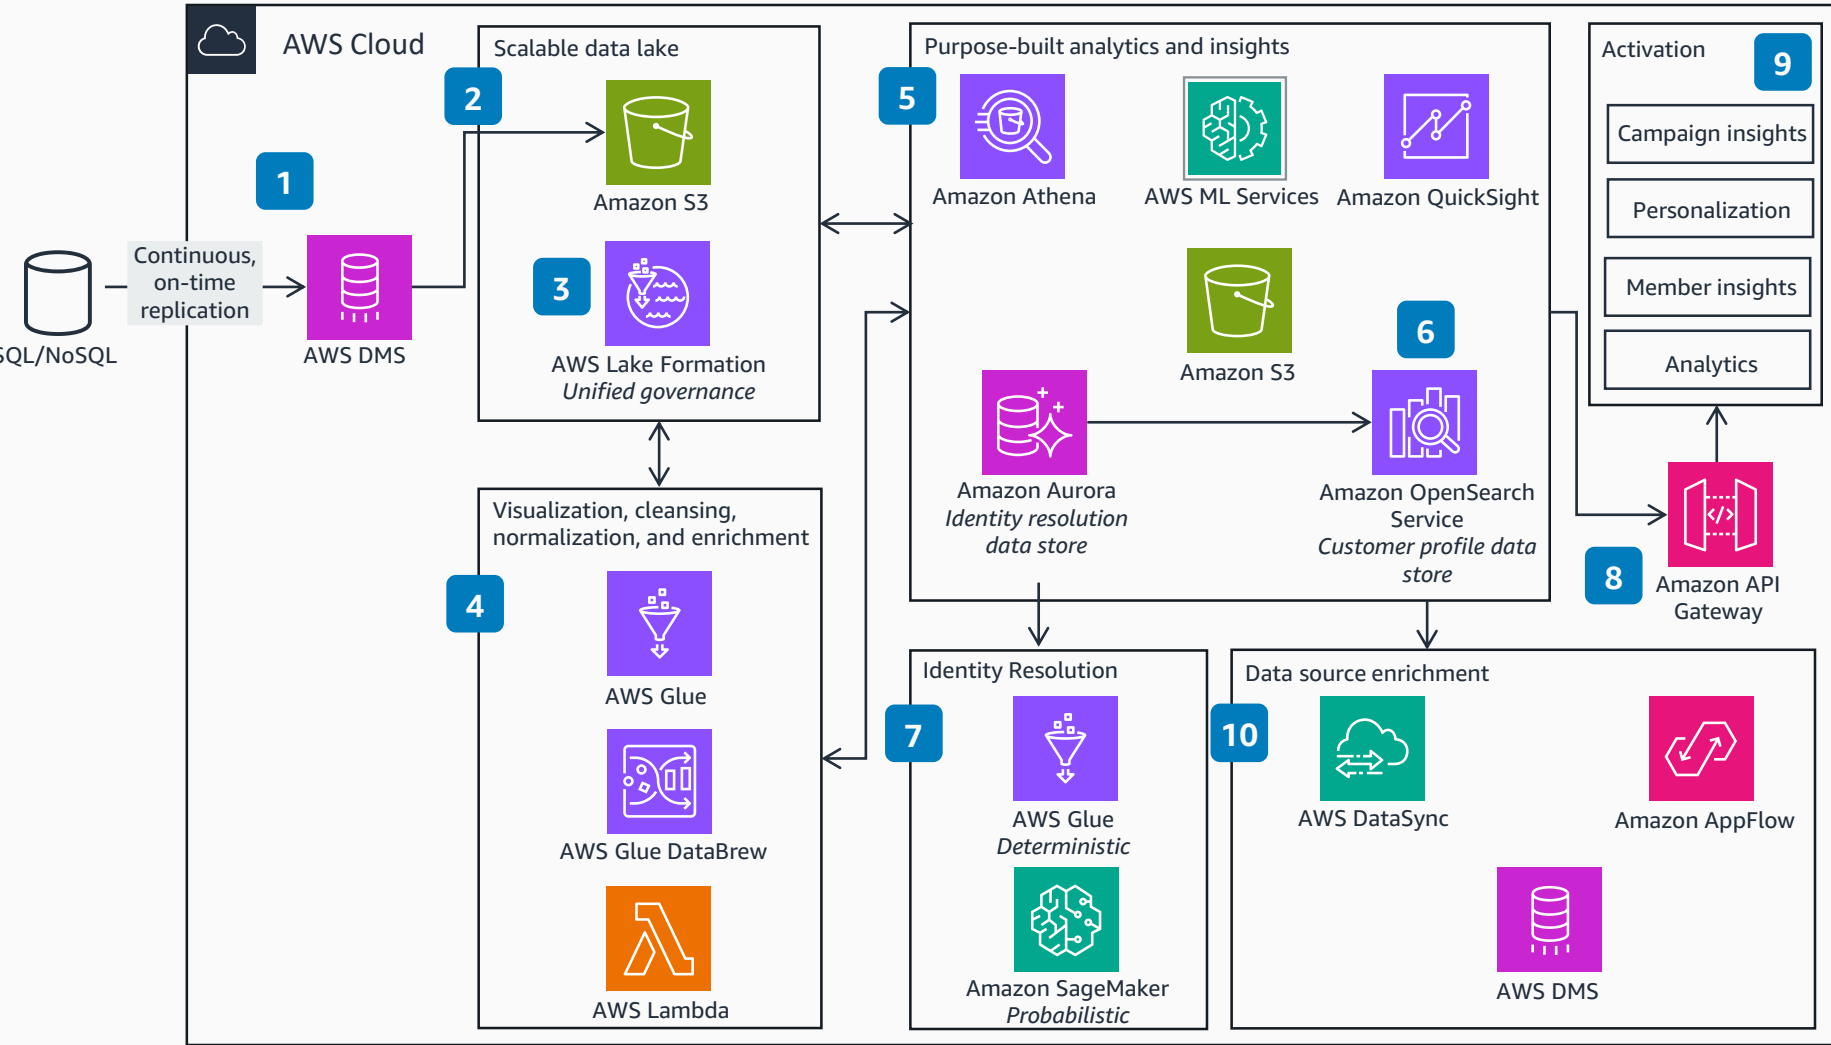 AWS Cloud
Scalable data lake
2
Amazon S3
3
AWS Lake Formation
Unified governance
1
Continuous,
on-time
replication
SQL/NoSQL
AWS DMS
Visualization, cleansing,
normalization, and enrichment
4
AWS Glue
AWS Glue DataBrew
AWS Lambda
Purpose-built analytics and insights
5
Amazon Athena
AWS ML Services
Amazon QuickSight
Amazon S3
6
Amazon Aurora
Identity resolution
data store
Amazon OpenSearch
Service
Customer profile data
store
Activation
9
Campaign insights
Personalization
Member insights
Analytics
8
Amazon API
Gateway
Identity Resolution
7
AWS Glue
Deterministic
Amazon SageMaker
Probabilistic
Data source enrichment
10
AWS DataSync
Amazon AppFlow
AWS DMS